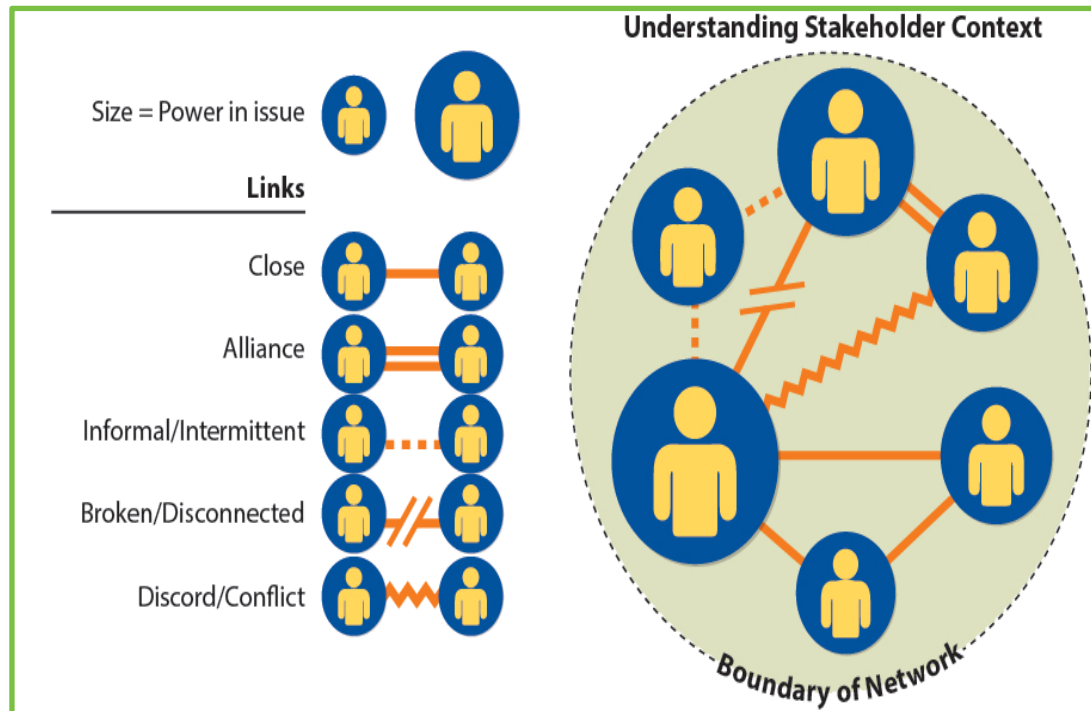 Understanding Stakeholder Context
Size = Power in issue
Links
Close
Alliance
Informal/Intermittent
Broken/Disconnected
Discord/Conflict
Boundary of Network